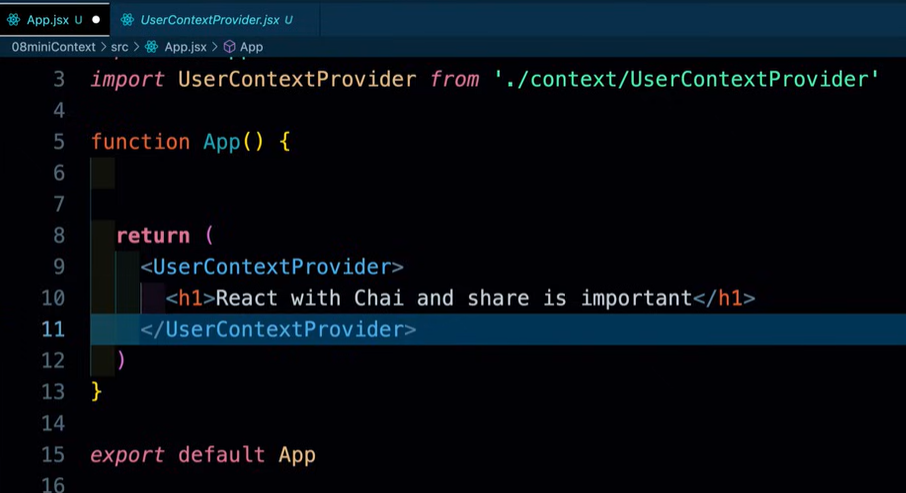 App.jsx U
UserContextProvider.jsx U
08miniContext > src > App.jsx > App
3 import UserContextProvider from './context/UserContextProvider'
4
5 function App() {
6
7
8 return (
9 <UserContextProvider>
10 <h1>React with Chai and share is important</h1>
11 </UserContextProvider>
12 )
13 }
14
15 export default App
16